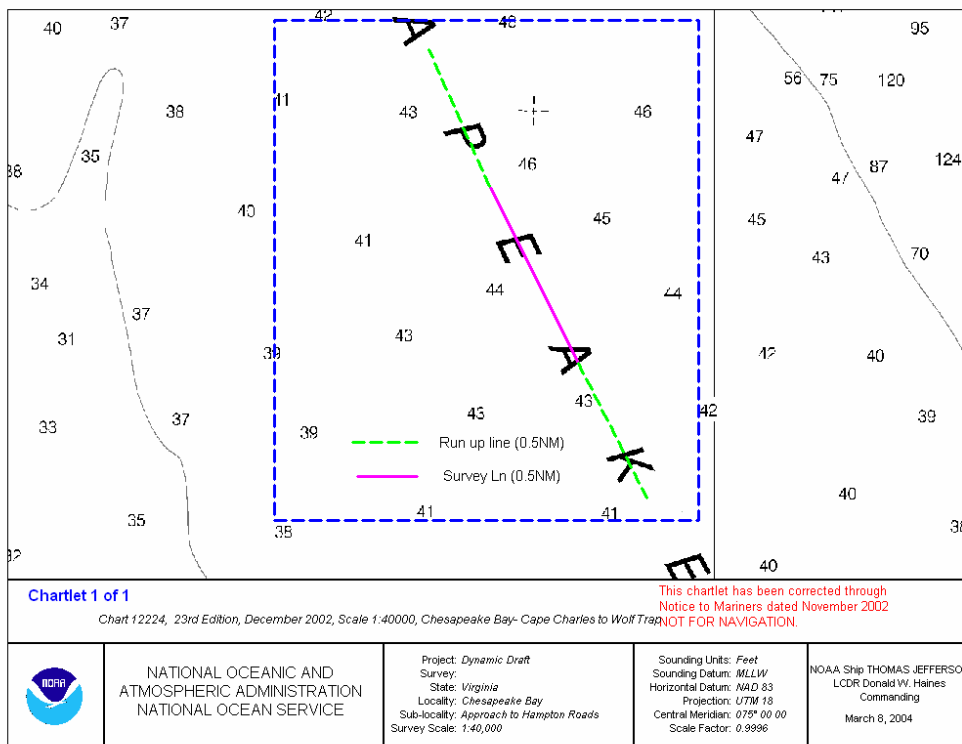 42
46
40
37
A
95
56
75
120
38
41
43
46
47
P
35
46
87
124
38
47
40
45
45
41
E
43
70
34
44
44
37
31
43
39
A
42
40
37
43
43
42
33
39
39
Run up line (0.5NM)
K
Survey Ln (0.5NM)
40
35
41
41
38
38
32
E
40
Chartlet 1 of 1
This chartlet has been corrected through
Notice to Mariners dated November 2002
NOT FOR NAVIGATION.
Chart 12224, 23rd Edition, December 2002, Scale 1:40000, Chesapeake Bay- Cape Charles to Wolf Trap
NOAA
NATIONAL OCEANIC AND
ATMOSPHERIC ADMINISTRATION
NATIONAL OCEAN SERVICE
Project: Dynamic Draft
Survey:
State: Virginia
Locality: Chesapeake Bay
Sub-locality: Approach to Hampton Roads
Survey Scale: 1:40,000
Sounding Units: Feet
Sounding Datum: MLLW
Horizontal Datum: NAD 83
Projection: UTM 18
Central Meridian: 075° 00 00
Scale Factor: 0.9996
NOAA Ship THOMAS JEFFERSO
LCDR Donald W. Haines
Commanding
March 8, 2004